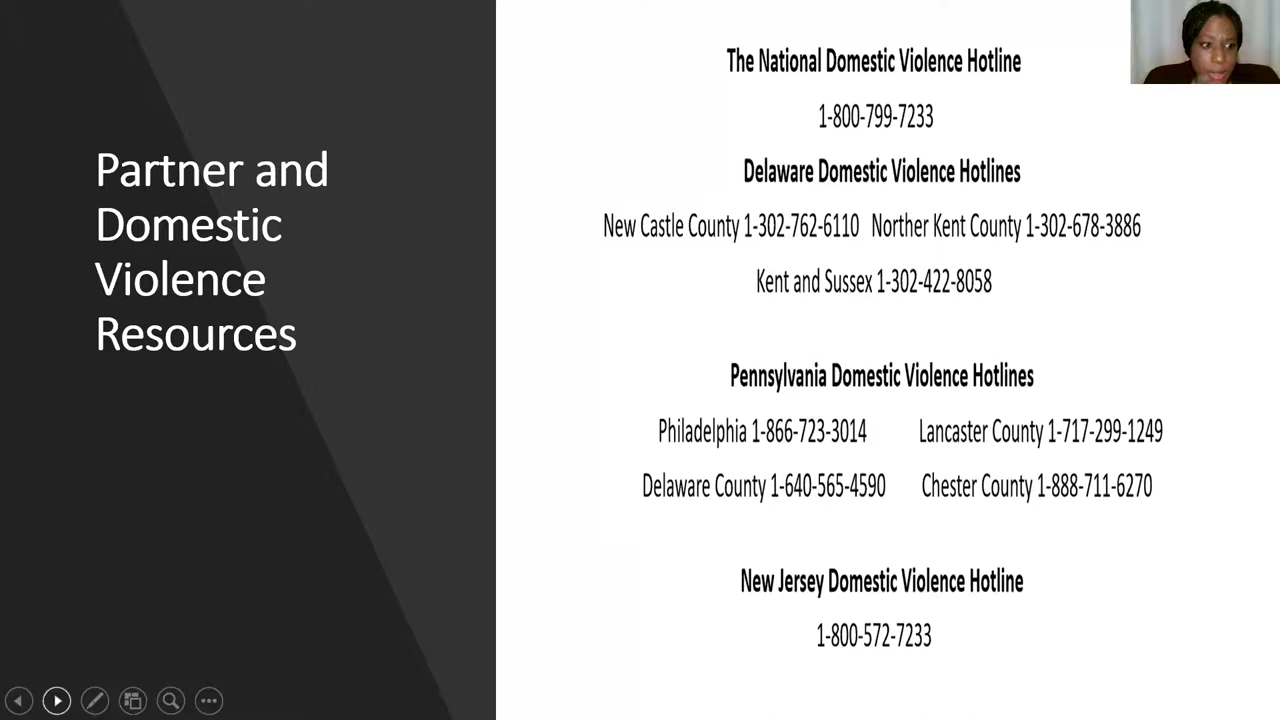 Partner and
Domestic
Violence
Resources
The National Domestic Violence Hotline
1-800-799-7233
Delaware Domestic Violence Hotlines
New Castle County 1-302-762-6110 Norther Kent County 1-302-678-3886
Kent and Sussex 1-302-422-8058
Pennsylvania Domestic Violence Hotlines
Philadelphia 1-866-723-3014 Lancaster County 1-717-299-1249
Delaware County 1-640-565-4590 Chester County 1-888-711-6270
New Jersey Domestic Violence Hotline
1-800-572-7233